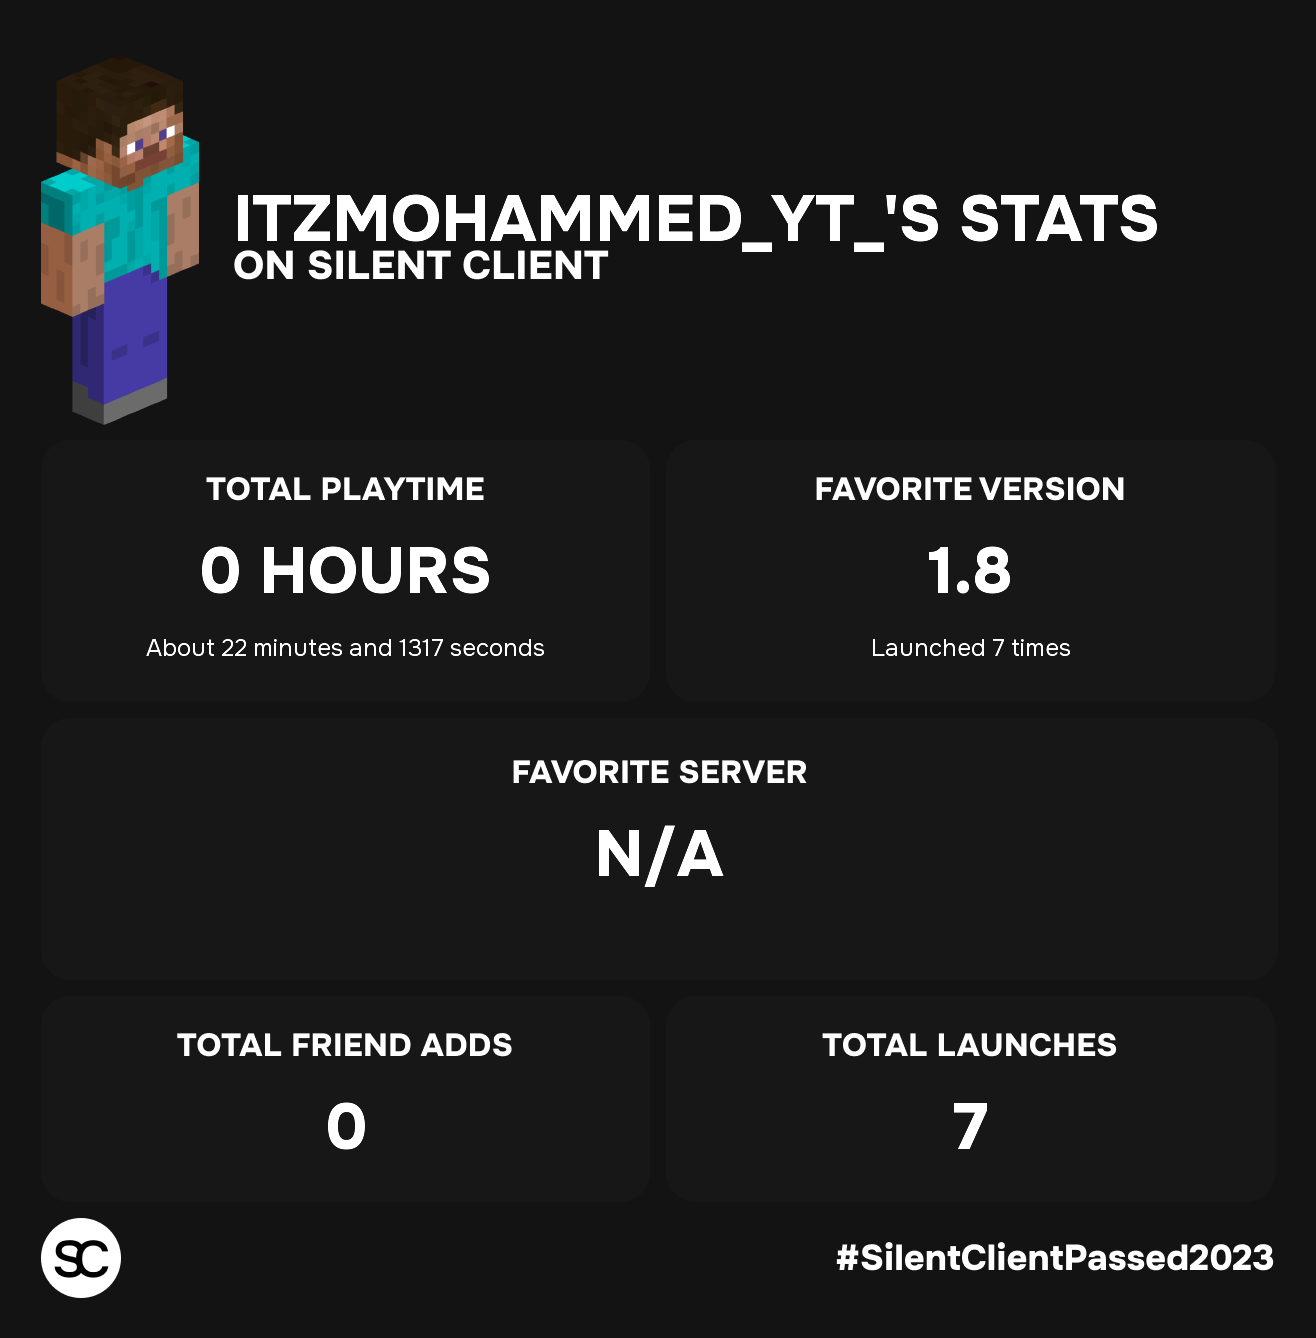 ITZMOHAMMED_YT_'S STATS
ON SILENT CLIENT
TOTAL PLAYTIME
0 HOURS
About 22 minutes and 1317 seconds
FAVORITE VERSION
1.8
Launched 7 times
FAVORITE SERVER
N/A
TOTAL FRIEND ADDS
0
TOTAL LAUNCHES
7
SC
#SilentClientPassed2023